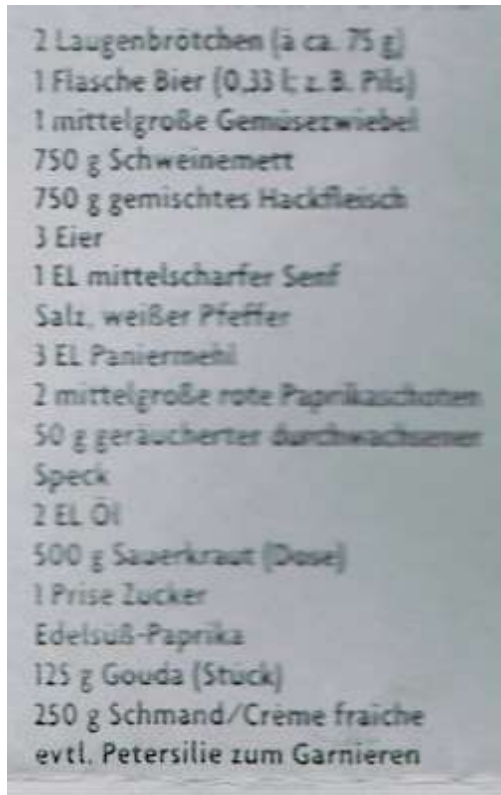 2 Laugenbrötchen (à ca. 75 g)
1 Flasche Bier (0,33 l; z. B. Pils)
1 mittelgroße Gemüsezwiebel
750 g Schweinemett
750 g gemischtes Hackfleisch
3 Eier
1 EL mittelscharfer Senf
Salz, weißer Pfeffer
3 EL Paniermehl
2 mittelgroße rote Paprikaschoten
50 g geräucherter durchwachsener
Speck
2 EL Öl
500 g Sauerkraut (Dose)
1 Prise Zucker
Edelsüß-Paprika
125 g Gouda (Stück)
250 g Schmand/Crème fraîche
evtl. Petersilie zum Garnieren